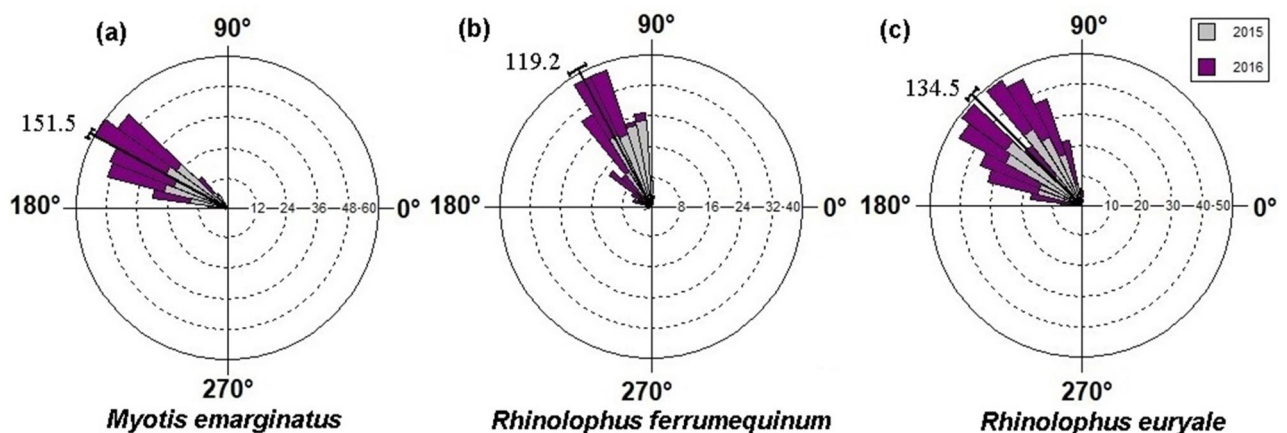 (a)
90°
151.5
180°
12 24 36 48 60
0°
270°
Myotis emarginatus
(b)
90°
119.2
180°
8 16 24 32 40
0°
270°
Rhinolophus ferrumequinum
(c)
90°
134.5
180°
10 20 30 40 50
0°
270°
Rhinolophus euryale
2015
2016